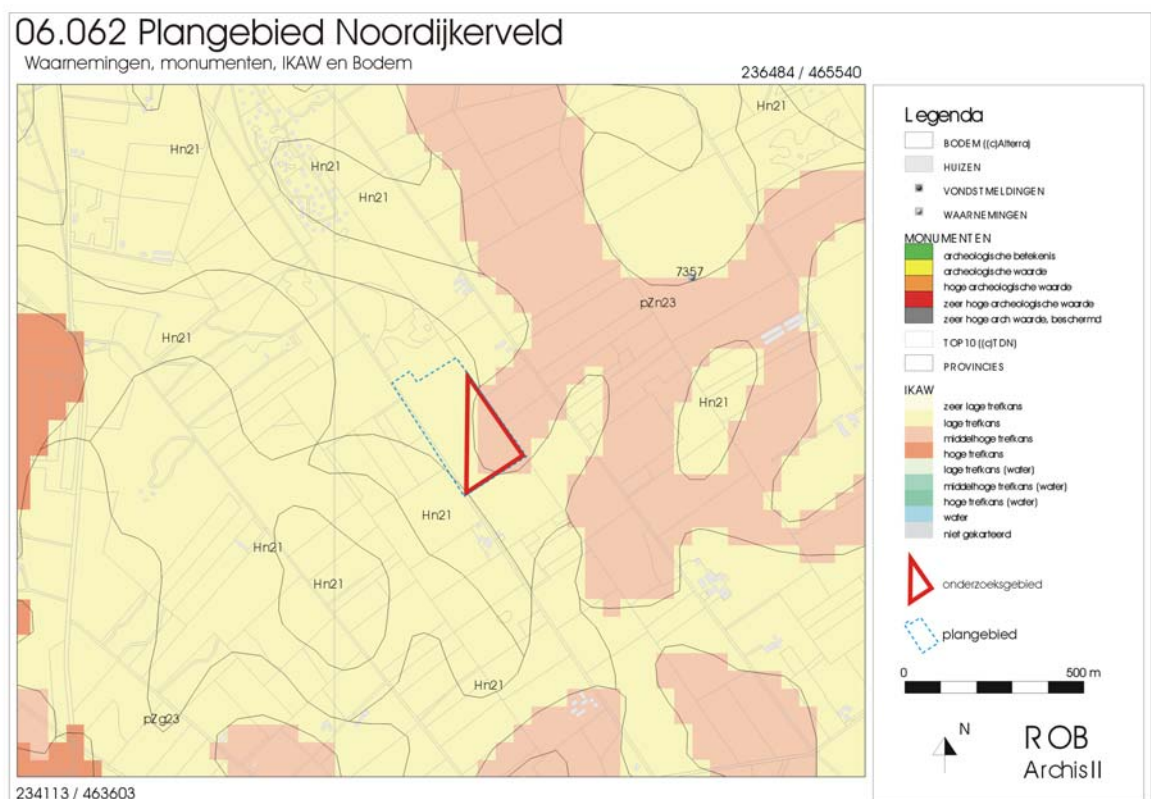 06.062 Plangebied Noordijkerveld
Waarnemingen, monumenten, IKAW en Bodem
236484 / 465540
Hn21
Hn21
Hn21
Hn21
7357
pZn23
Hn21
Hn21
Hn21
Hn21
Hn21
Hn21
pZg23
234113 / 463603
Legenda
BODEM ((c)Alterra)
HUIZEN
VONDSTMELDINGEN
WAARNEMINGEN
MONUMENTEN
archeologische betekenis
archeologische waarde
hoge archeologische waarde
zeer hoge archeologische waarde
zeer hoge arch waarde, beschermd
TOP10 ((c)TDN)
PROVINCIES
IKAW
zeer lage trefkans
lage trefkans
middelhoge trefkans
hoge trefkans
lage trefkans (water)
middelhoge trefkans (water)
hoge trefkans (water)
water
niet gekarteerd
onderzoeksgebied
plangebied
0 500 m
N
ROB
ArchisII